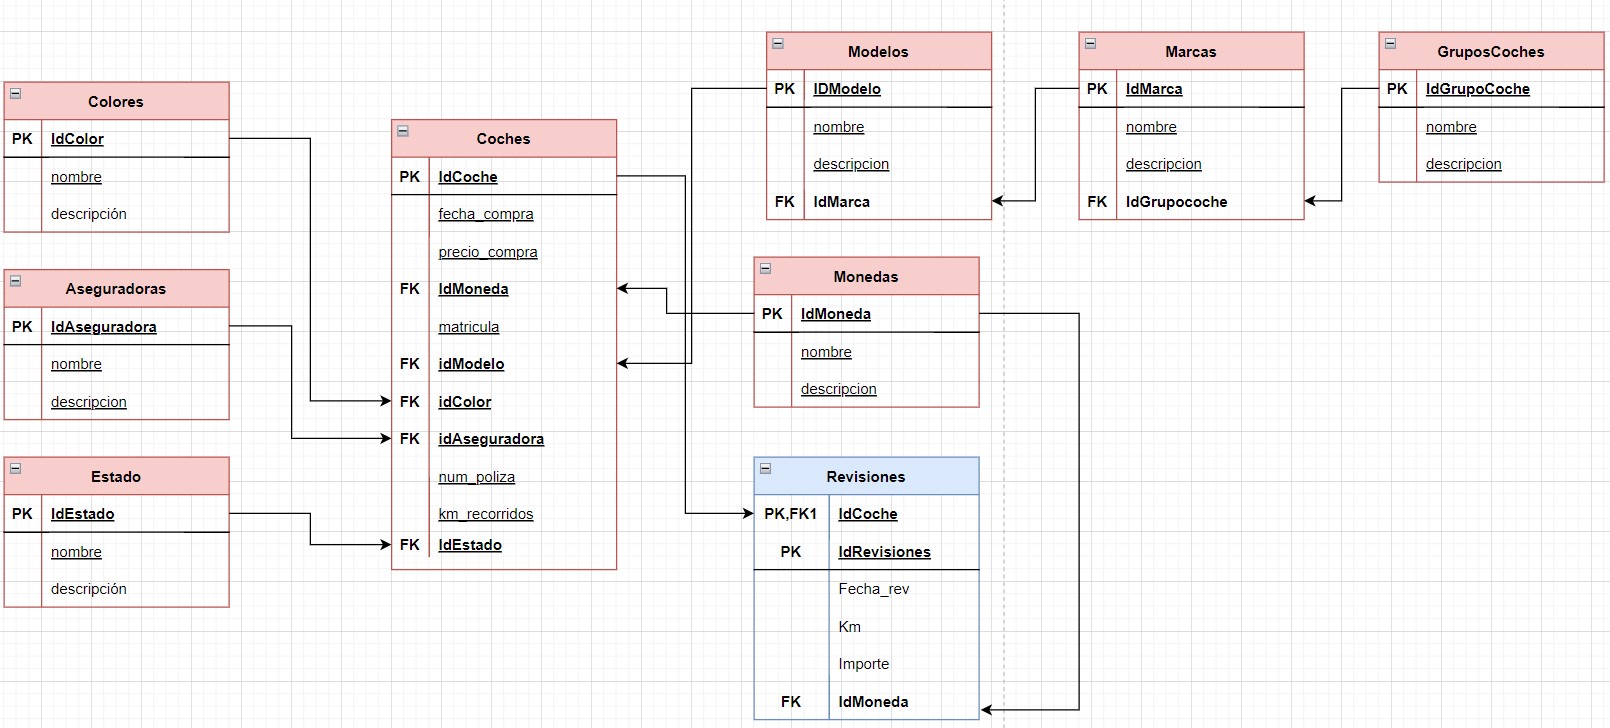 Colores
PK IdColor
nombre
descripción
Aseguradoras
PK IdAseguradora
nombre
descripcion
Estado
PK IdEstado
nombre
descripción
Coches
PK IdCoche
fecha_compra
precio_compra
FK IdMoneda
matricula
FK idModelo
FK idColor
FK idAseguradora
num_poliza
km_recorridos
FK IdEstado
Modelos
PK IDModelo
nombre
descripcion
FK IdMarca
Marcas
PK IdMarca
nombre
descripcion
FK IdGrupocoche
GruposCoches
PK IdGrupoCoche
nombre
descripcion
Monedas
PK IdMoneda
nombre
descripcion
Revisiones
PK,FK1 IdCoche
PK IdRevisiones
Fecha_rev
Km
Importe
FK IdMoneda